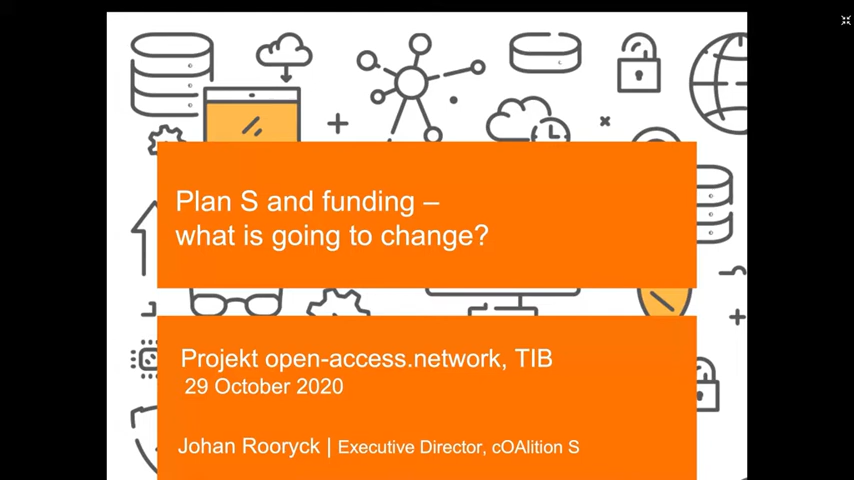 Plan S and funding –
what is going to change?
Projekt open-access.network, TIB
29 October 2020
Johan Rooryck | Executive Director, cOAlition S